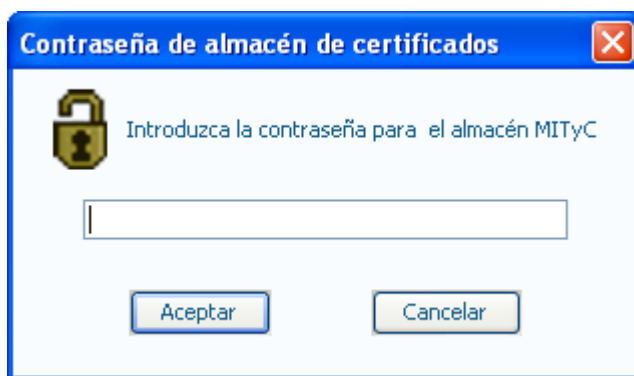 Contraseña de almacén de certificados
Introduzca la contraseña para el almacén MITyC
Aceptar
Cancelar